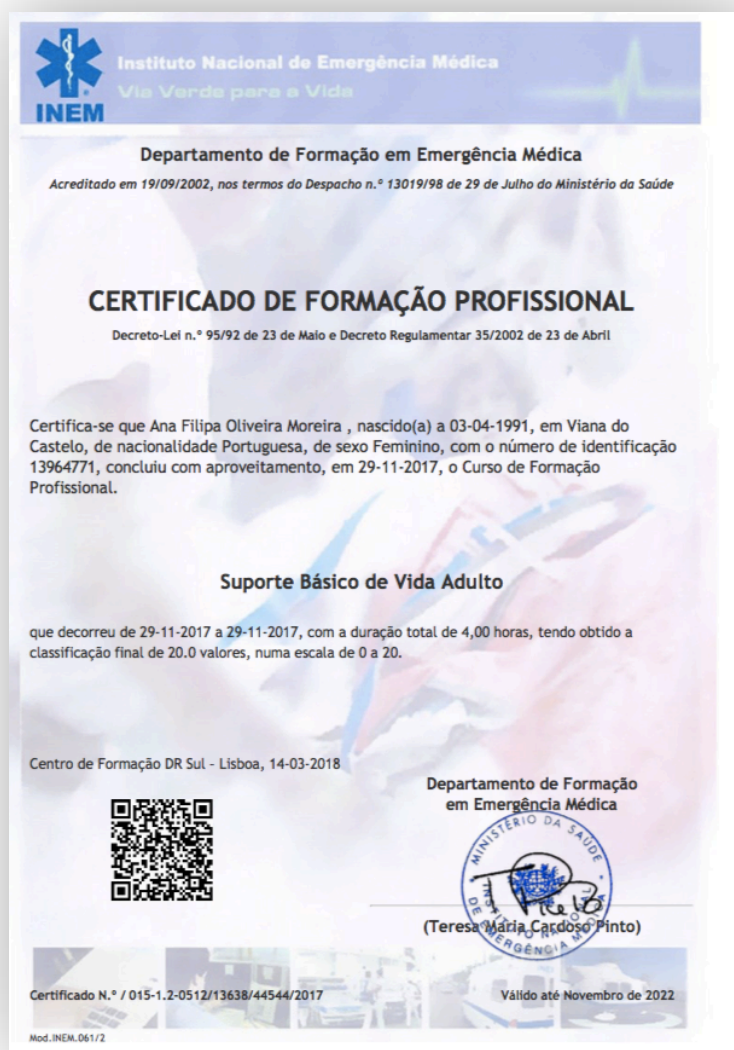 INEM
Instituto Nacional de Emergência Médica
Via Verde para a Vida
Departamento de Formação em Emergência Médica
Acreditado em 19/09/2002, nos termos do Despacho n.º 13019/98 de 29 de Julho do Ministério da Saúde
CERTIFICADO DE FORMAÇÃO PROFISSIONAL
Decreto-Lei n.º 95/92 de 23 de Maio e Decreto Regulamentar 35/2002 de 23 de Abril
Certifica-se que Ana Filipa Oliveira Moreira , nascido(a) a 03-04-1991, em Viana do
Castelo, de nacionalidade Portuguesa, de sexo Feminino, com o número de identificação
13964771, concluiu com aproveitamento, em 29-11-2017, o Curso de Formação
Profissional.
Suporte Básico de Vida Adulto
que decorreu de 29-11-2017 a 29-11-2017, com a duração total de 4,00 horas, tendo obtido a
classificação final de 20.0 valores, numa escala de 0 a 20.
Centro de Formação DR Sul - Lisboa, 14-03-2018
Departamento de Formação
em Emergência Médica
MINISTÉRIO DA SAÚDE
INSTITUTO NACIONAL
DE EMERGÊNCIA MÉDICA
(Teresa Maria Cardoso Pinto)
Certificado N.º / 015-1.2-0512/13638/44544/2017
Válido até Novembro de 2022
Mod.INEM.061/2